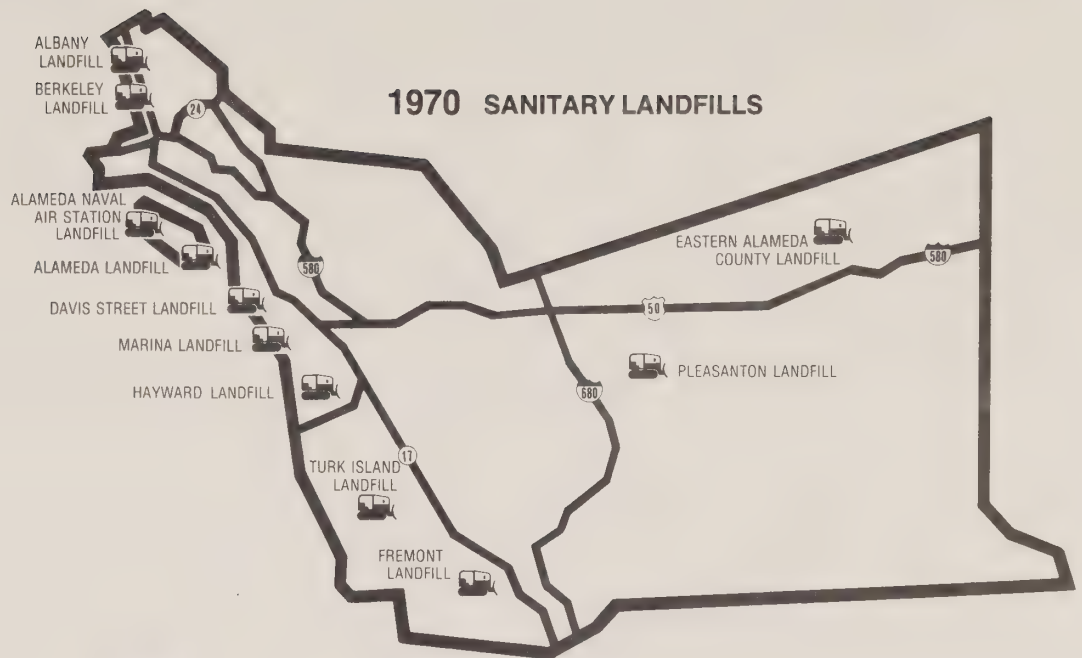 1970 SANITARY LANDFILLS
ALBANY
LANDFILL
BERKELEY
LANDFILL
24
ALAMEDA NAVAL
AIR STATION
LANDFILL
ALAMEDA LANDFILL
580
EASTERN ALAMEDA
COUNTY LANDFILL
580
DAVIS STREET LANDFILL
50
MARINA LANDFILL
HAYWARD LANDFILL
680
PLEASANTON LANDFILL
17
TURK ISLAND
LANDFILL
FREMONT
LANDFILL